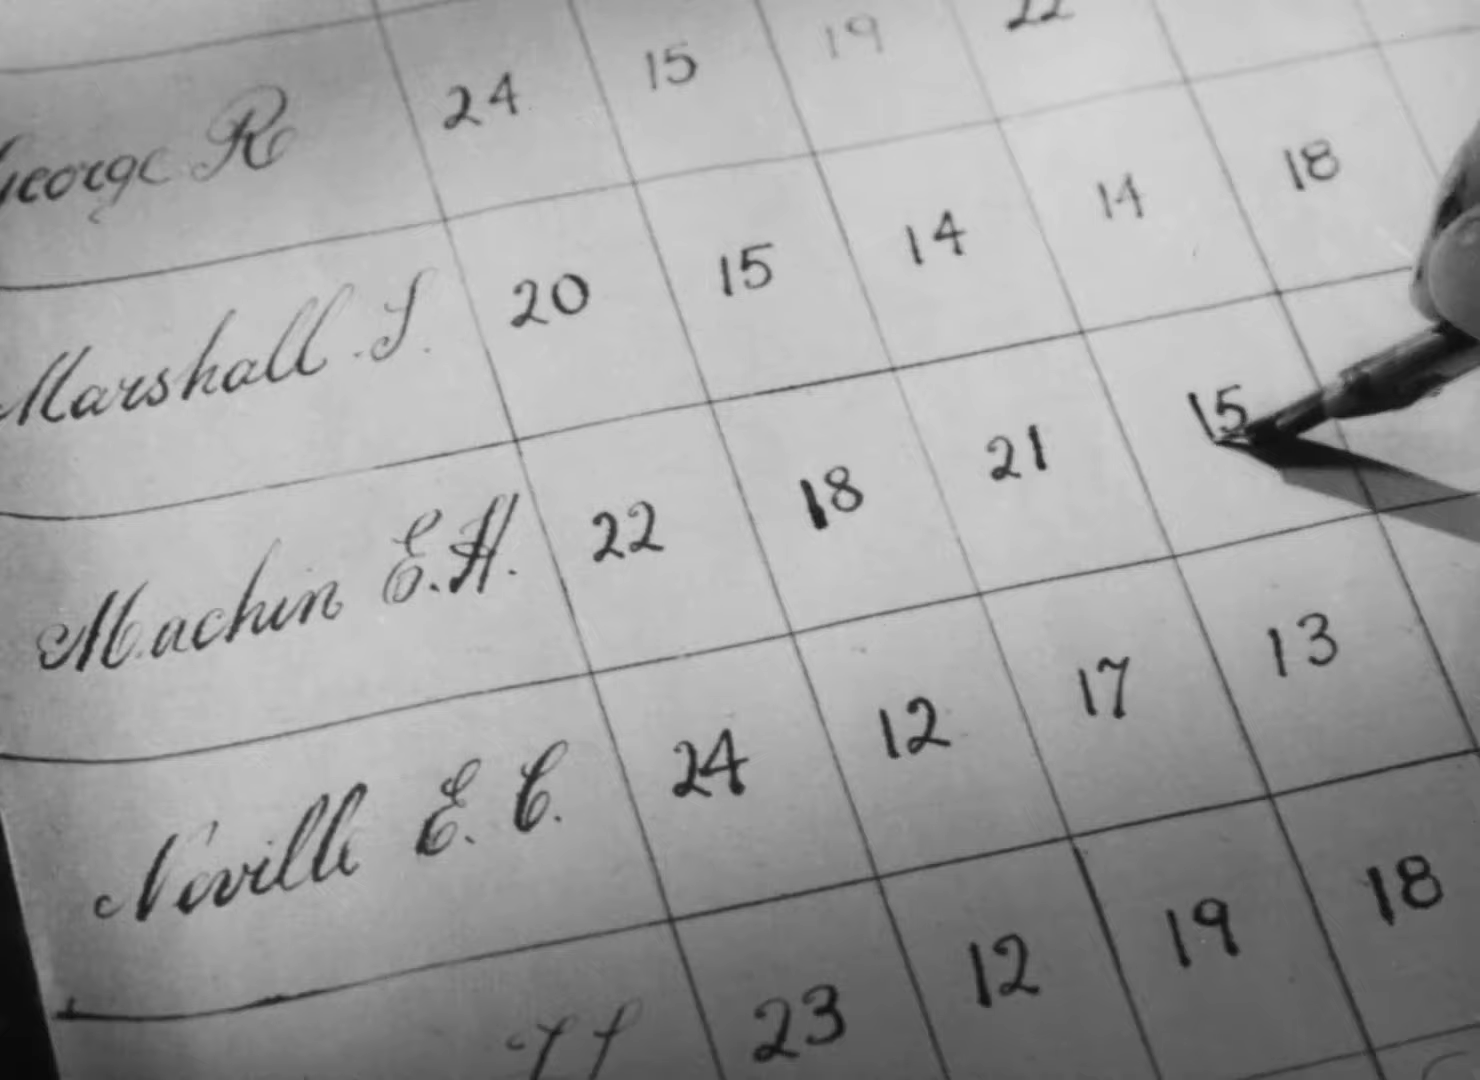 George R 24 15 19 22
Marshall S. 20 15 14 14 18
Machin E.H. 22 18 21 15
Neville E. C. 24 12 17 13
23 12 19 18